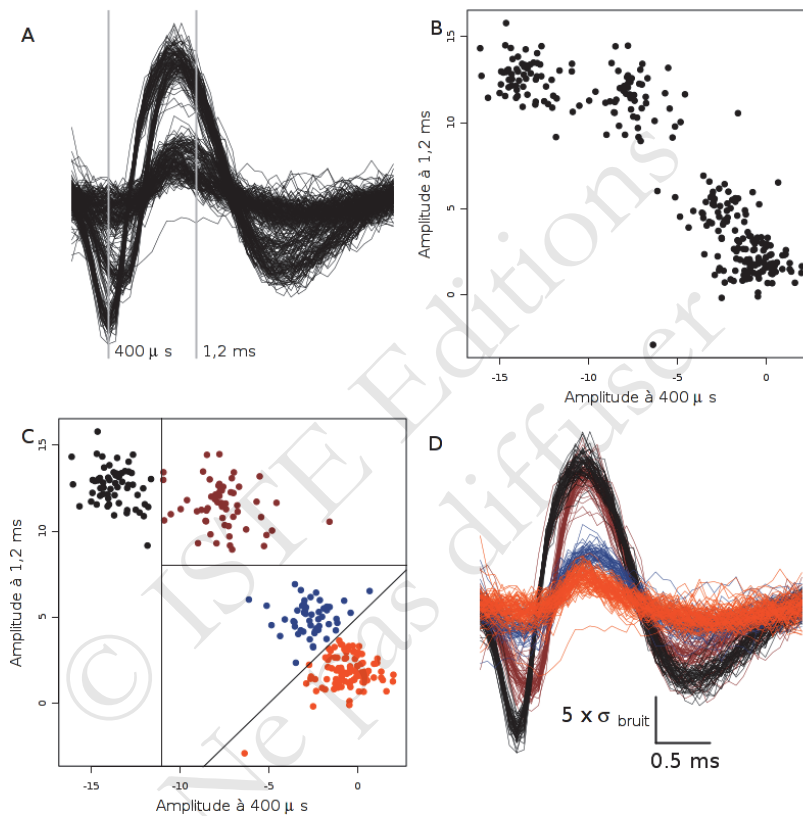 A
400 μ s
1,2 ms
B
Amplitude à 1,2 ms
15
10
5
0
-15
-10
-5
0
Amplitude à 400 μ s
C
Amplitude à 1,2 ms
15
10
5
0
-15
-10
-5
0
Amplitude à 400 μ s
D
5 x σ bruit
0.5 ms
© ISTE Editions
Ne pas diffuser